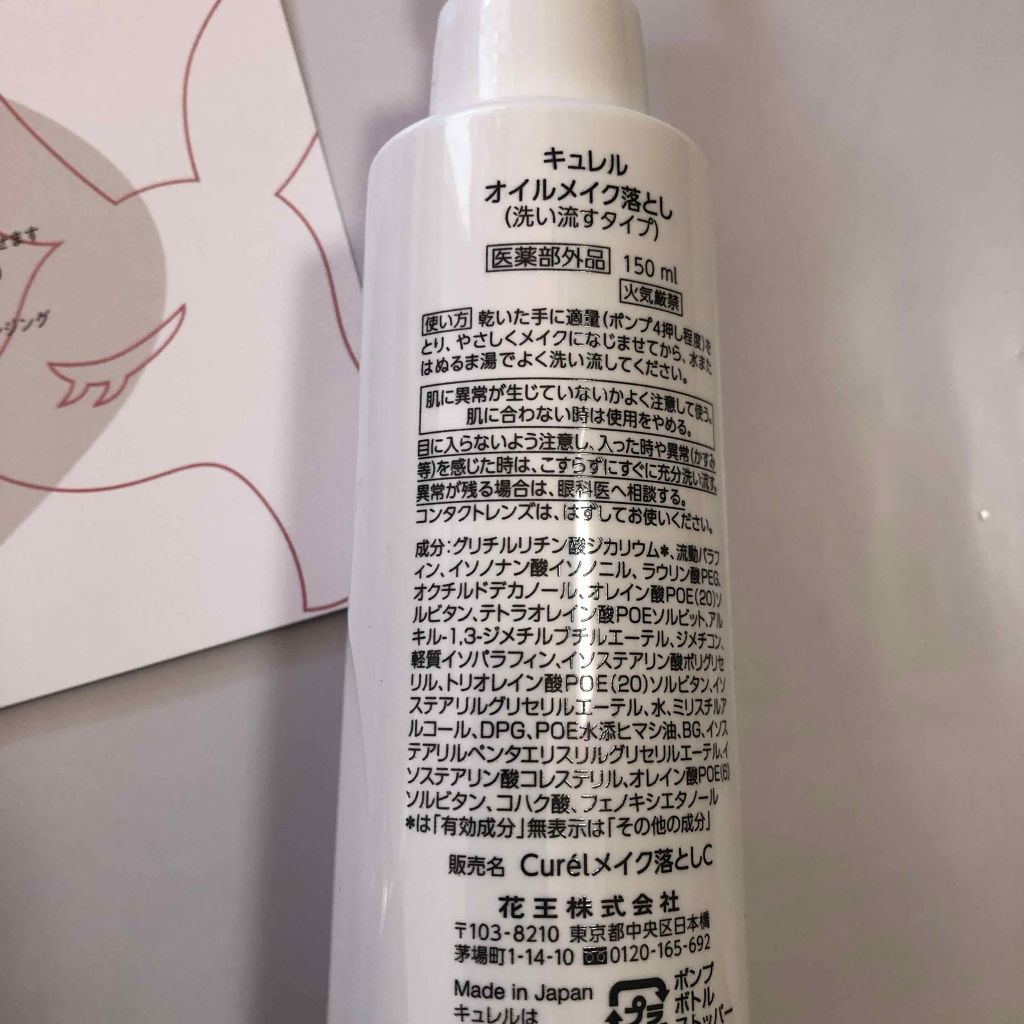 せます
ジング
キュレル
オイルメイク落とし
(洗い流すタイプ)
医薬部外品 150 ml
火気厳禁
使い方 乾いた手に適量(ポンプ4押し程度)を
とり、やさしくメイクになじませてから、水また
はぬるま湯でよく洗い流してください。
肌に異常が生じていないかよく注意して使う。
肌に合わない時は使用をやめる。
目に入らないよう注意し、入った時や異常(かすみ
等)を感じた時は、こすらずにすぐに充分洗い流す。
異常が残る場合は、眼科医へ相談する。
コンタクトレンズは、はずしてお使いください。
成分:グリチルリチン酸ジカリウム*、流動パラフ
ィン、イソノナン酸イソノニル、ラウリン酸PEG、
オクチルドデカノール、オレイン酸POE(20)ソ
ルビタン、テトラオレイン酸POEソルビット、アル
キル-1,3-ジメチルブチルエーテル、ジメチコン、
軽質イソパラフィン、イソステアリン酸ポリグリセ
リル、トリオレイン酸POE(20)ソルビタン、イソ
ステアリルグリセリルエーテル、水、ミリスチルア
ルコール、DPG、POE水添ヒマシ油、BG、イソス
テアリルペンタエリスリルグリセリルエーテル、イ
ソステアリン酸コレステリル、オレイン酸POE(6)
ソルビタン、コハク酸、フェノキシエタノール
*は「有効成分」無表示は「その他の成分」
販売名 Curélメイク落としC
花王株式会社
〒103-8210 東京都中央区日本橋
茅場町1-14-10 0120-165-692
Made in Japan
キュレルは
プラ
ポンプ
ボトル
ストッパー